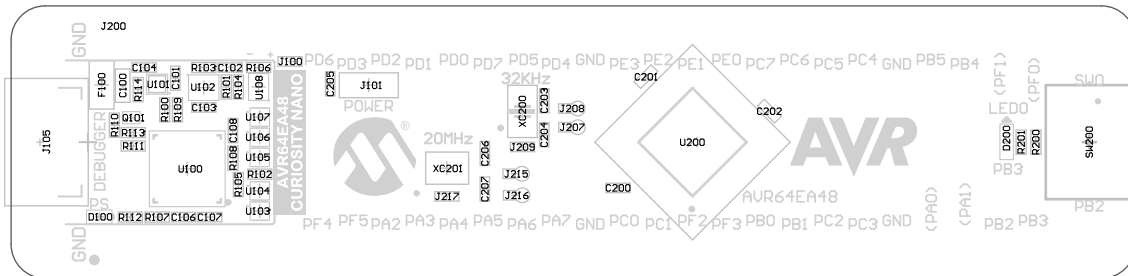 J200
GND
- +
J100
PD6 PD3 PD2 PD1 PD0 PD7 PD5 PD4 GND PE3 PE2 PE1 PE0 PC7 PC6 PC5 PC4 GND PB5 PB4
(PF1)
(PF0)
C104 R103 C102 R106
F100 C100 R114 U101 C101 U102 R101 R104 U108
C205 J101
POWER
32KHz
C201
SW0
R100 R109 C103
XC200 C203 J208
C202
LED0
R110 Q101 U107
C108
J207
R113 U106
C204
D200 R201 R200
J105
DEBUGGER
R111
U100
R108 U105
AVR64EA48
CURIOSITY NANO
®
20MHz
C206 J209
U200
AVR
SW200
XC201
PB3
R105 R102
J215
U104
C207
C200
J217 J216
AVR64EA48
(PA0)
(PA1)
PB2
PS
D100 R112 R107 C106 C107 U103
PF4 PF5 PA2 PA3 PA4 PA5 PA6 PA7 GND PC0 PC1 PF2 PF3 PB0 PB1 PC2 PC3 GND PB2 PB3
GND